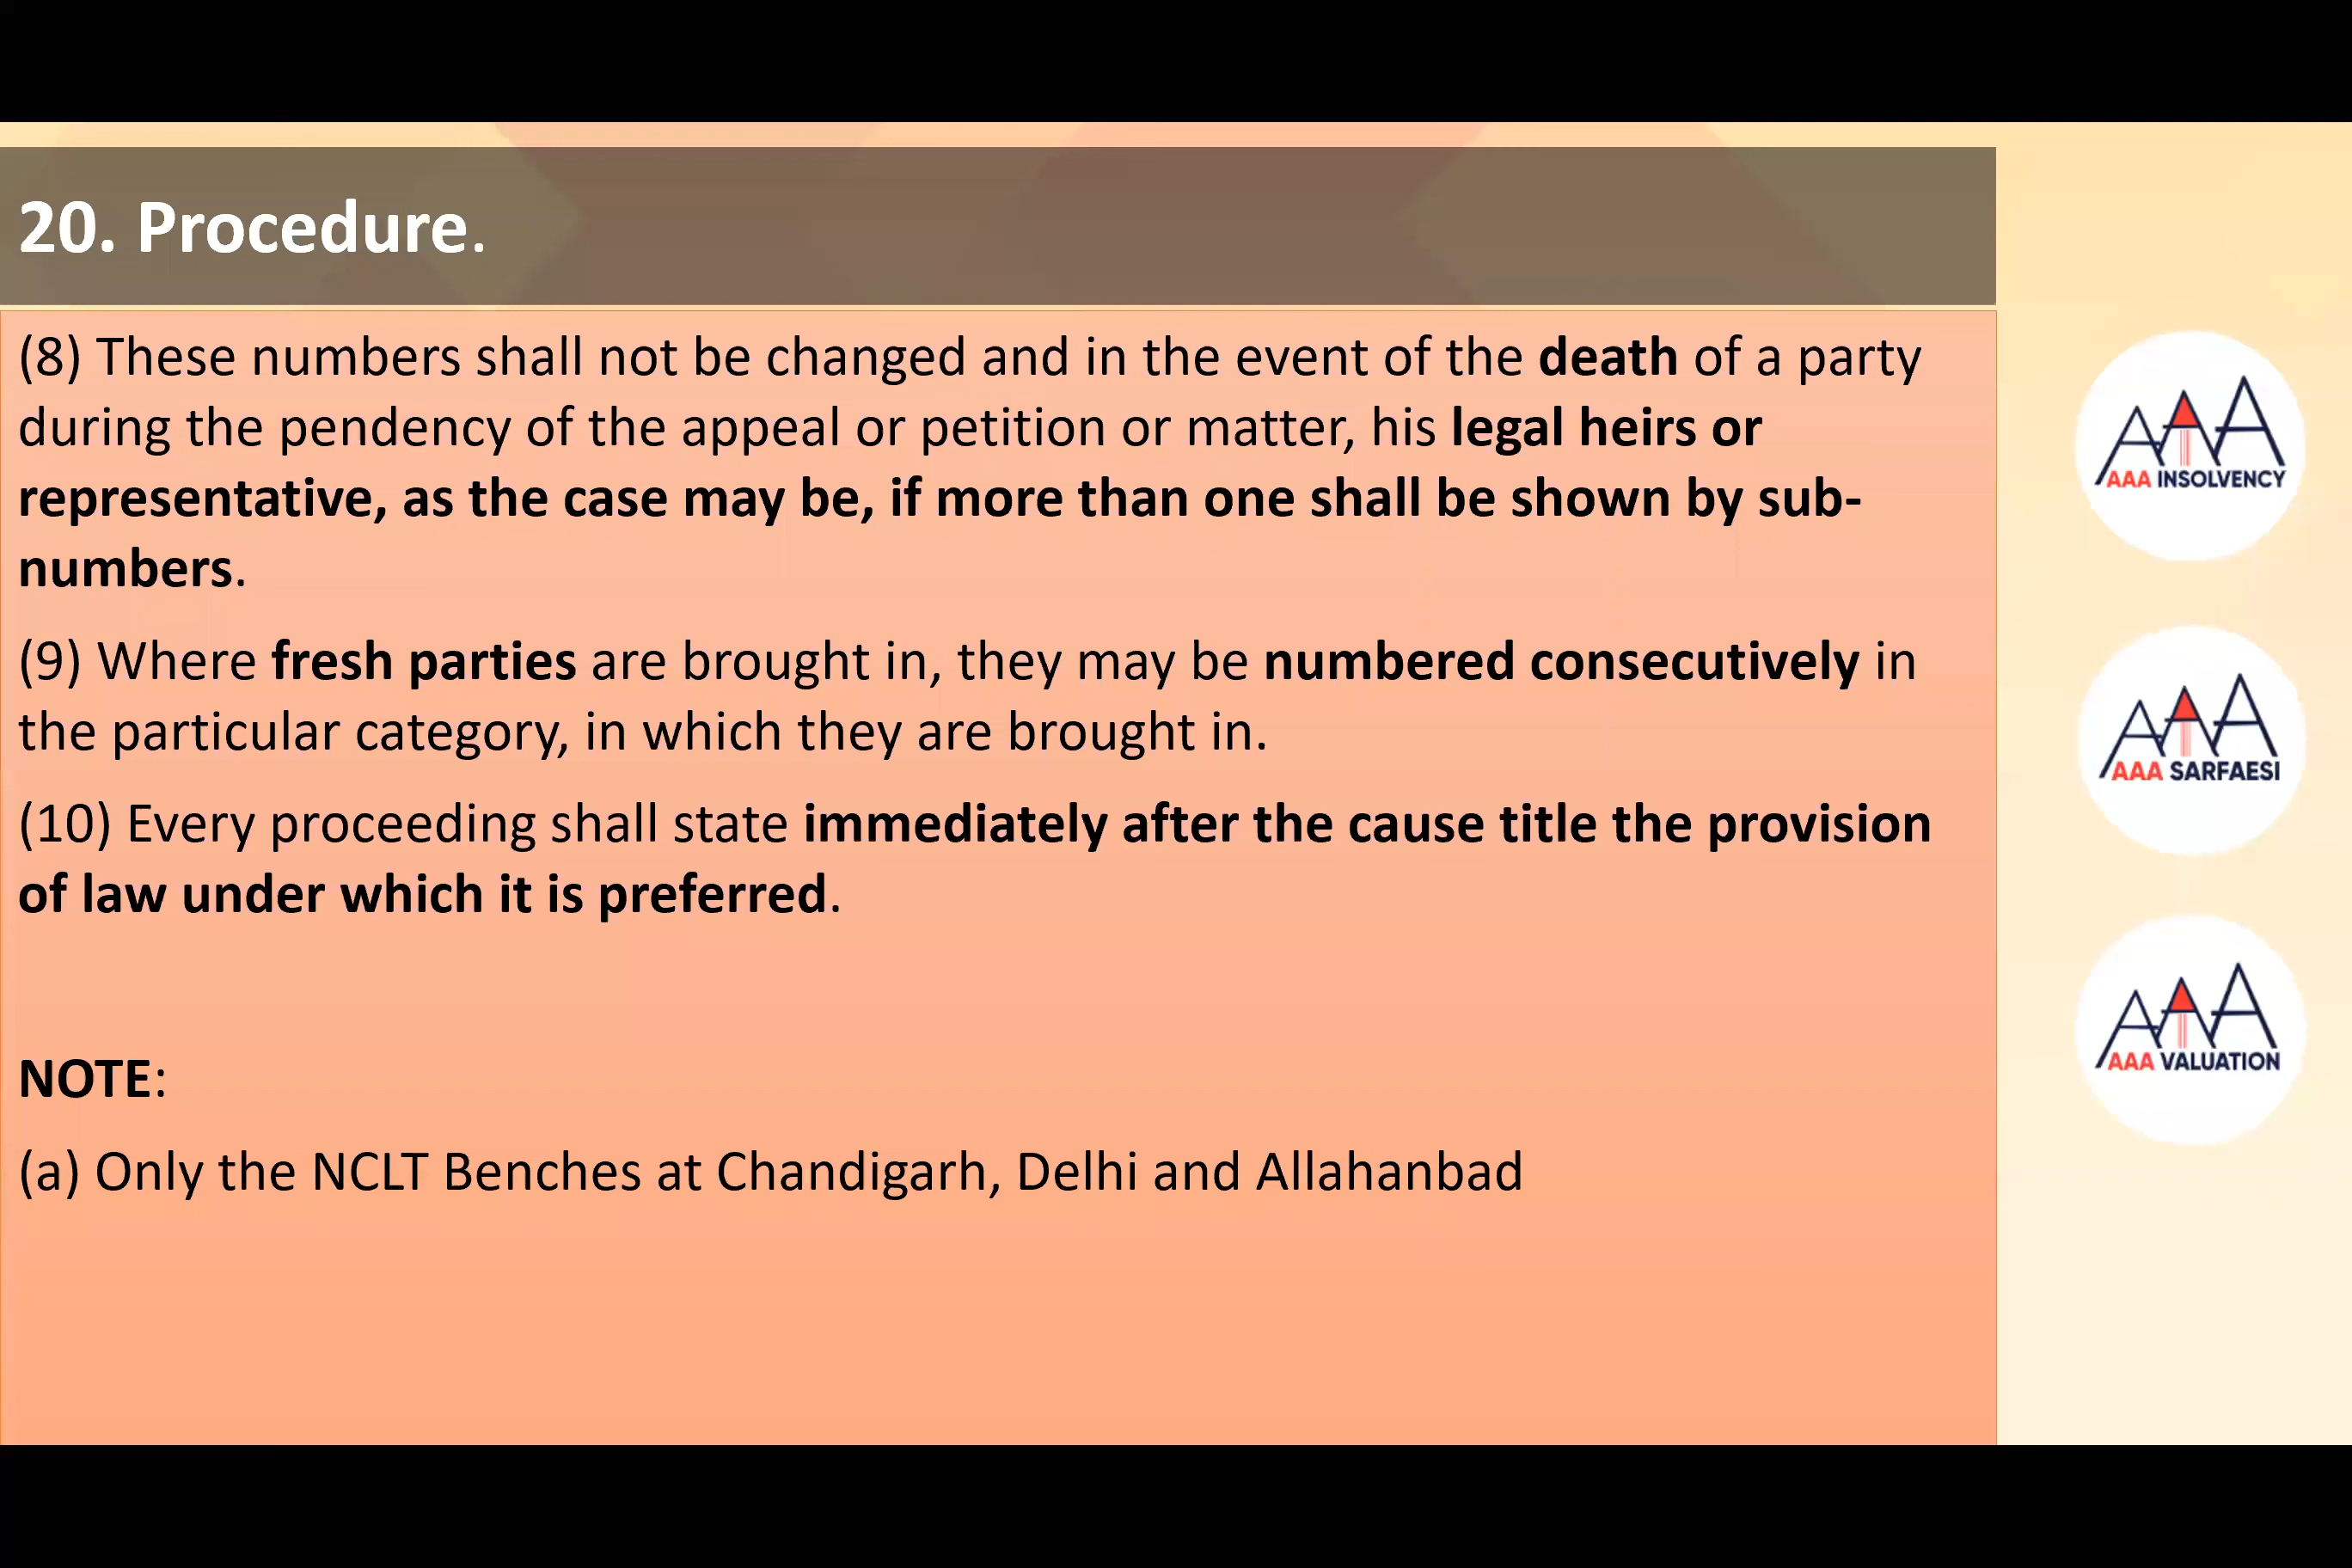 20. Procedure.
(8) These numbers shall not be changed and in the event of the death of a party
during the pendency of the appeal or petition or matter, his legal heirs or
representative, as the case may be, if more than one shall be shown by sub-
numbers.
(9) Where fresh parties are brought in, they may be numbered consecutively in
the particular category, in which they are brought in.
(10) Every proceeding shall state immediately after the cause title the provision
of law under which it is preferred.
NOTE:
(a) Only the NCLT Benches at Chandigarh, Delhi and Allahanbad
AAA
AAA INSOLVENCY
AAA
AAA SARFAESI
AAA
AAA VALUATION